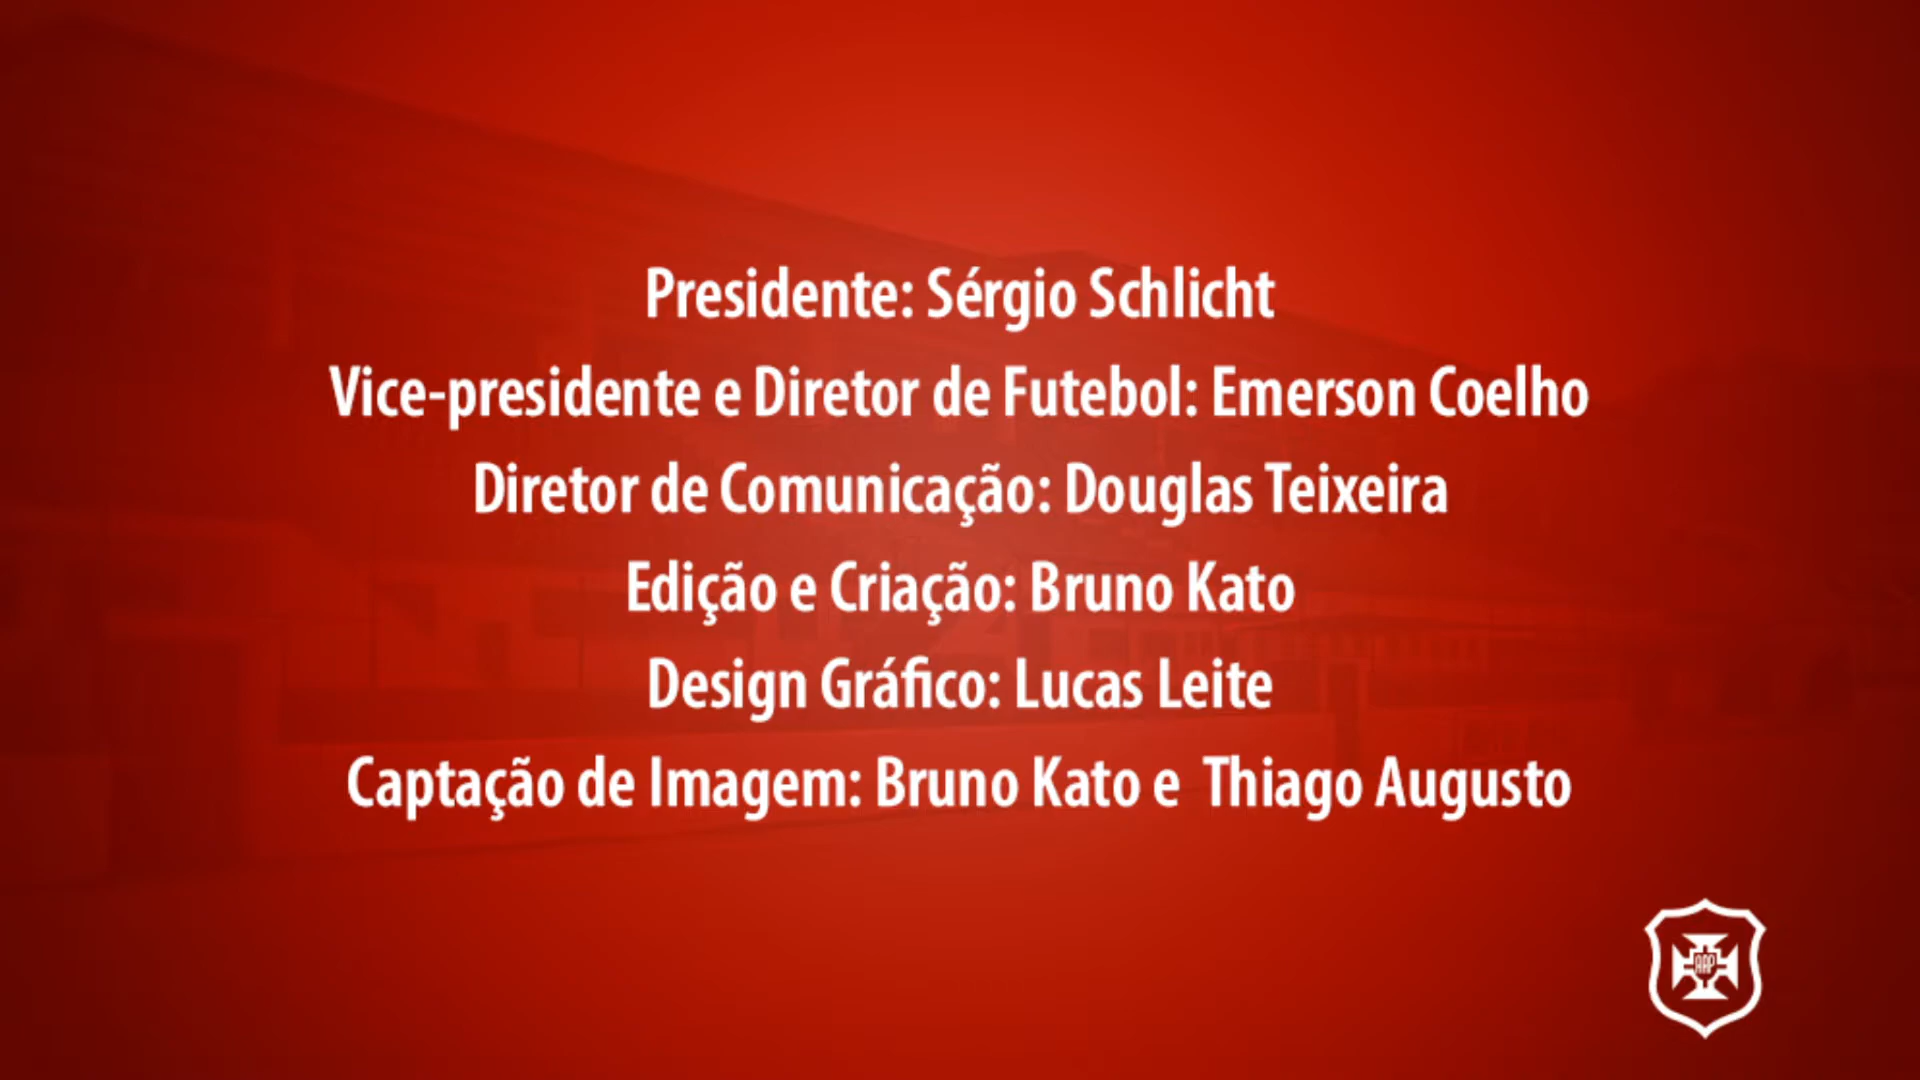 Presidente: Sérgio Schlicht
Vice-presidente e Diretor de Futebol: Emerson Coelho
Diretor de Comunicação: Douglas Teixeira
Edição e Criação: Bruno Kato
Design Gráfico: Lucas Leite
Captação de Imagem: Bruno Kato e Thiago Augusto
AAP